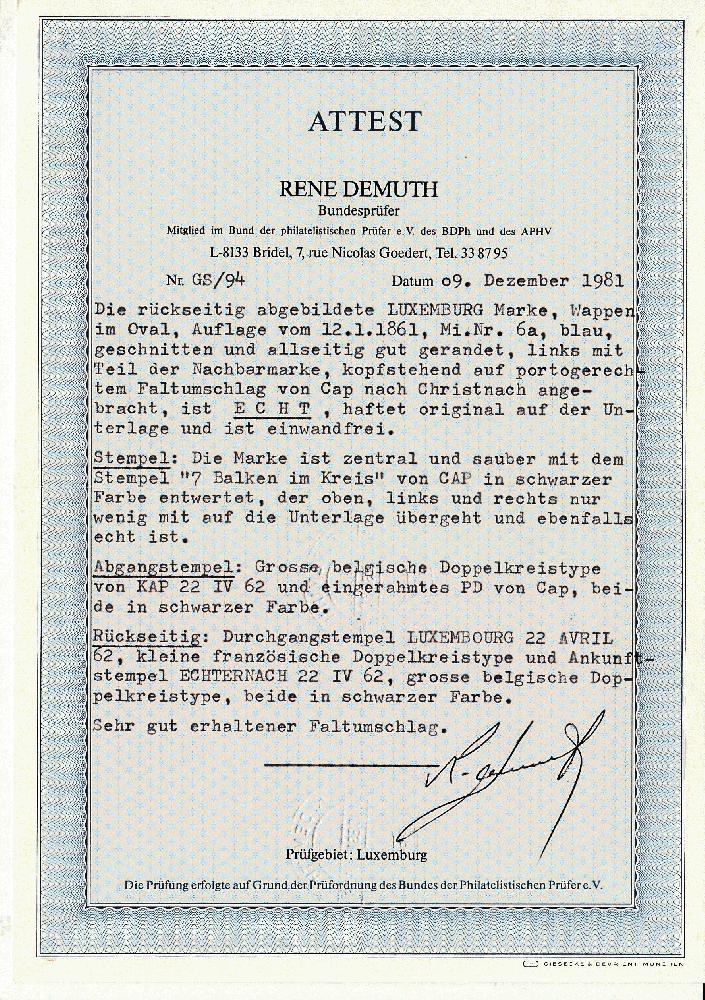 ATTEST
RENE DEMUTH
Bundesprüfer
Mitglied im Bund der philatelistischen Prüfer e.V. des BDPh und des APHV
L-8133 Bridel, 7, rue Nicolas Goedert, Tel. 33 87 95
Nr. GS/94 Datum 09. Dezember 1981
Die rückseitig abgebildete LUXEMBURG Marke, Wappen
im Oval, Auflage vom 12.1.1861, Mi.Nr. 6a, blau,
geschnitten und allseitig gut gerandet, links mit
Teil der Nachbarmarke, kopfstehend auf portogerech-
tem Faltumschlag von Cap nach Christnach ange-
bracht, ist E C H T , haftet original auf der Un-
terlage und ist einwandfrei.
Stempel: Die Marke ist zentral und sauber mit dem
Stempel "7 Balken im Kreis" von CAP in schwarzer
Farbe entwertet, der oben, links und rechts nur
wenig mit auf die Unterlage übergeht und ebenfalls
echt ist.
Abgangstempel: Grosse belgische Doppelkreistype
von KAP 22 IV 62 und eingerahmtes PD von Cap, bei-
de in schwarzer Farbe.
Rückseitig: Durchgangstempel LUXEMBOURG 22 AVRIL
62, kleine französische Doppelkreistype und Ankunft-
stempel ECHTERNACH 22 IV 62, grosse belgische Dop-
pelkreistype, beide in schwarzer Farbe.
Sehr gut erhaltener Faltumschlag.
Prüfgebiet: Luxemburg
Die Prüfung erfolgte auf Grund der Prüfordnung des Bundes der Philatelistischen Prüfer e.V.
GIESECKE & DEVRIENT MÜNCHEN